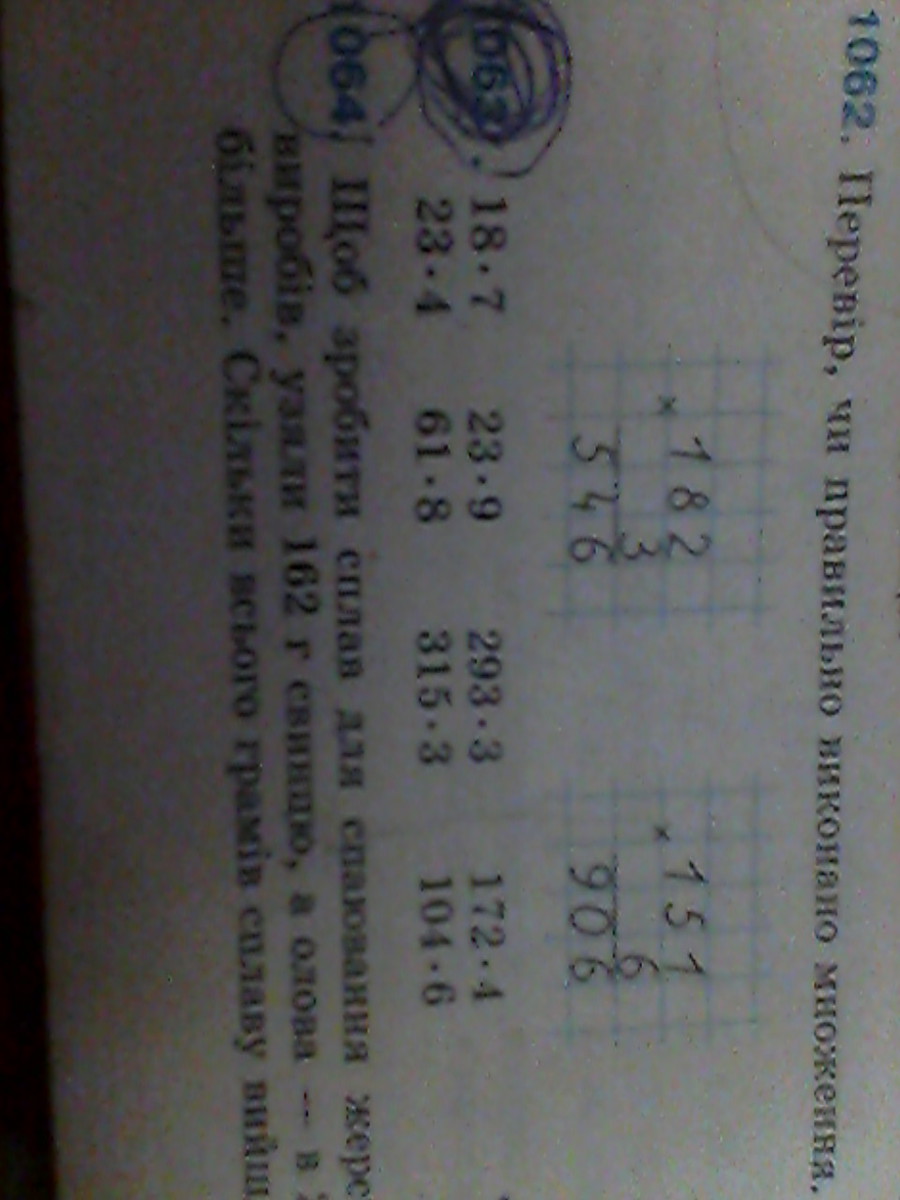 1062. Перевір, чи правильно виконано множення.
× 182 × 151
3 6
546 906
1063. 18·7 23·9 293·3 172·4
23·4 61·8 315·3 104·6
1064. Щоб зробити сплав для спаювання жерс
виробів, узяли 162 г свинцю, а олова — в
більше. Скільки всього грамів сплаву вийш